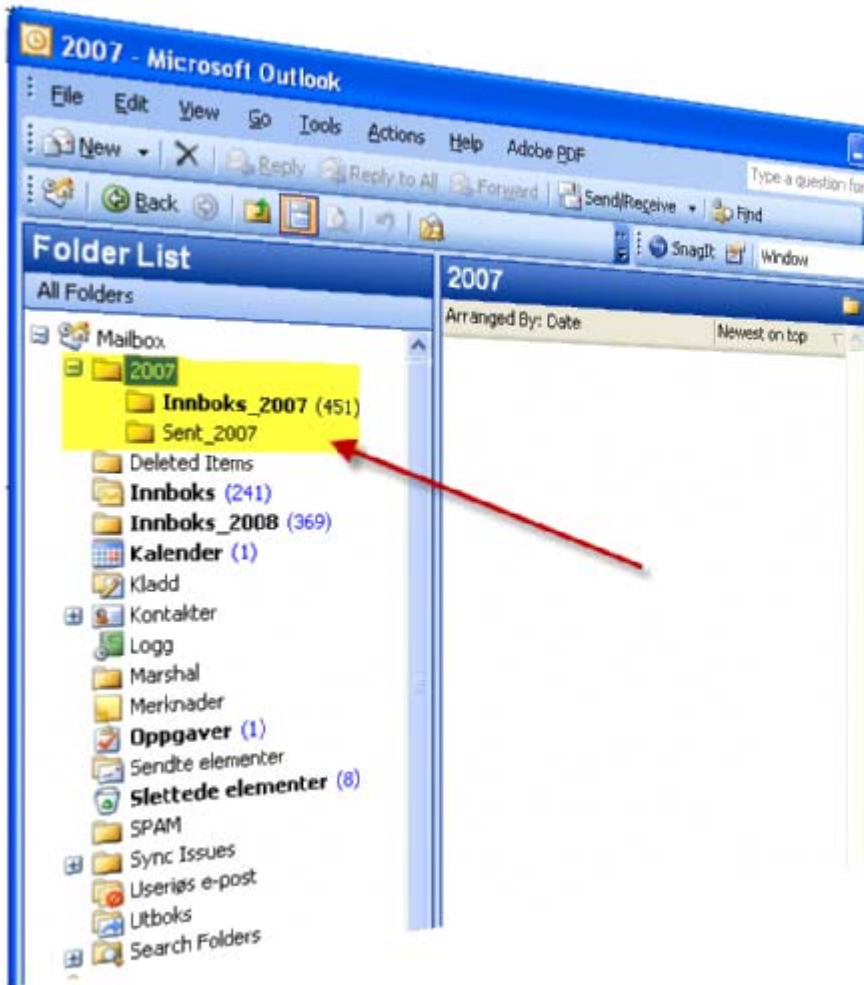 2007 - Microsoft Outlook
File Edit View Go Tools Actions Help Adobe PDF
Type a question for
New Reply Reply to All Forward Send/Receive Find
Back SnagIt Window
Folder List
All Folders
Mailbox
2007
Innboks_2007 (451)
Sent_2007
Deleted Items
Innboks (241)
Innboks_2008 (369)
Kalender (1)
Kladd
Kontakter
Logg
Marshal
Merknader
Oppgaver (1)
Sendte elementer
Slettede elementer (8)
SPAM
Sync Issues
Useriøs e-post
Utboks
Search Folders
2007
Arranged By: Date Newest on top